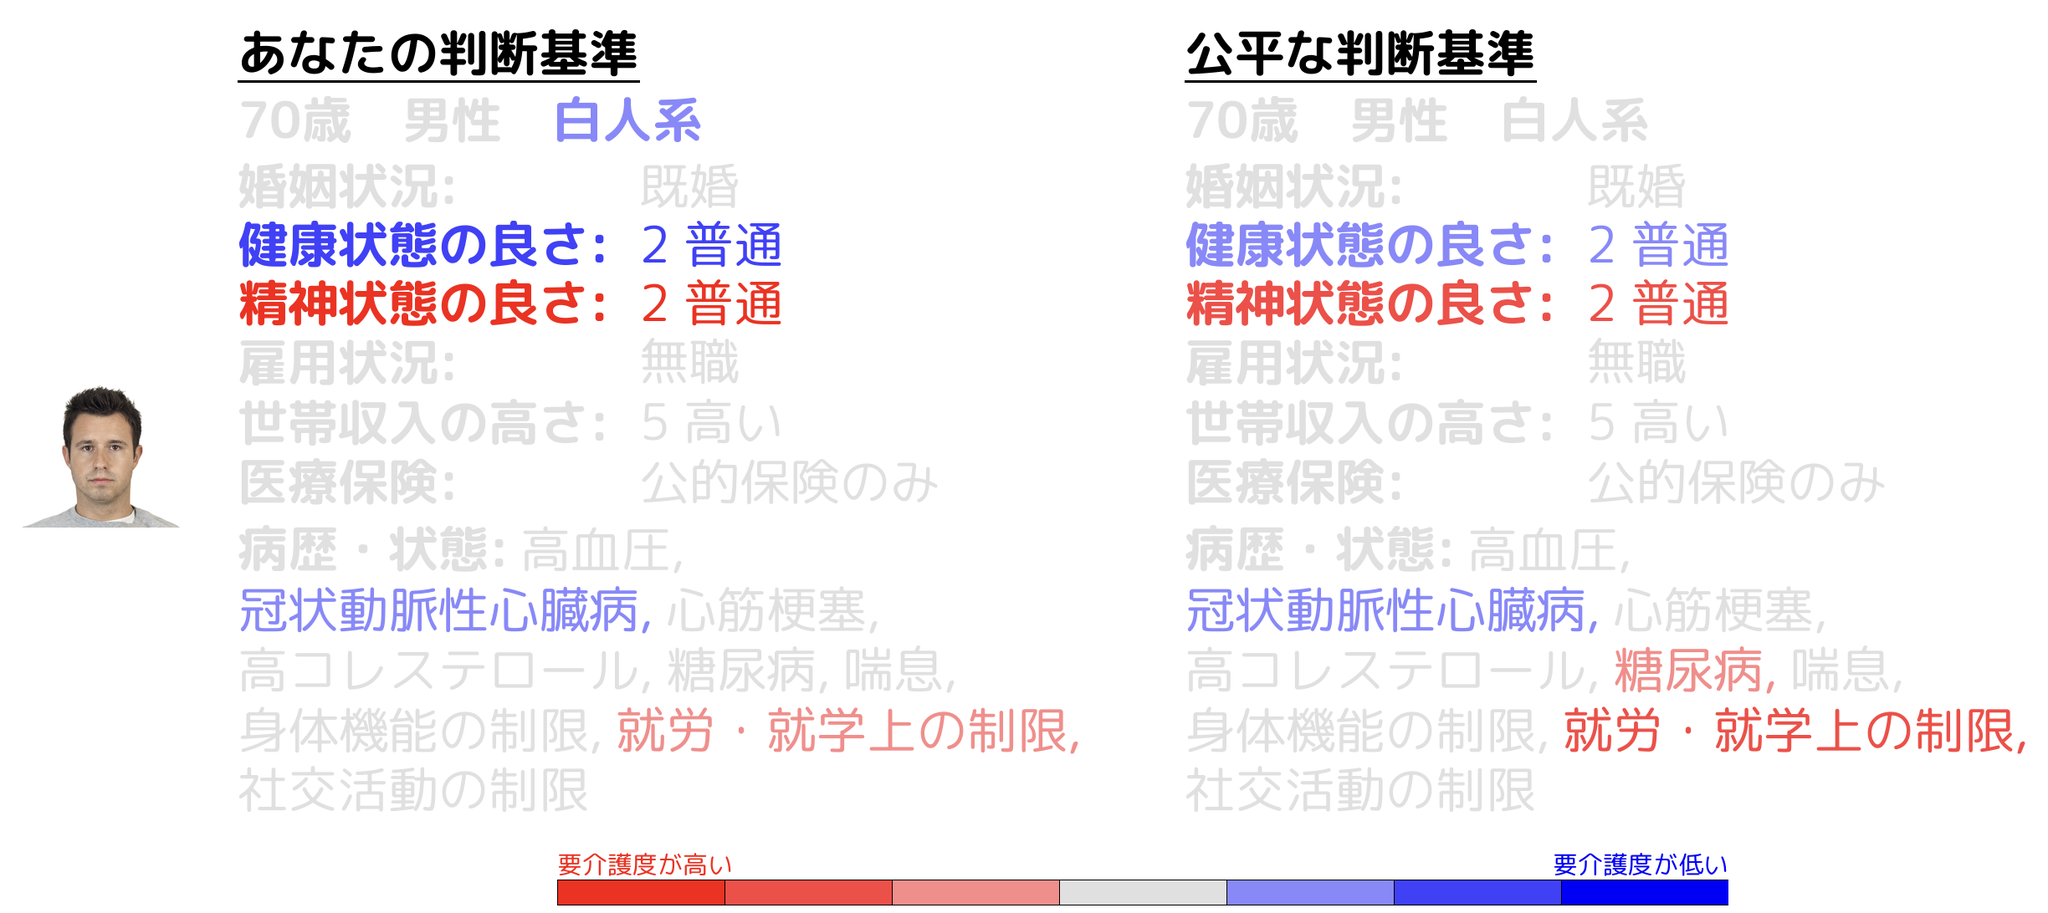 あなたの判断基準
70歳 男性 白人系
婚姻状況: 既婚
健康状態の良さ: 2 普通
精神状態の良さ: 2 普通
雇用状況: 無職
世帯収入の高さ: 5 高い
医療保険: 公的保険のみ
病歴・状態: 高血圧,
冠状動脈性心臓病, 心筋梗塞,
高コレステロール, 糖尿病, 喘息,
身体機能の制限, 就労・就学上の制限,
社交活動の制限
公平な判断基準
70歳 男性 白人系
婚姻状況: 既婚
健康状態の良さ: 2 普通
精神状態の良さ: 2 普通
雇用状況: 無職
世帯収入の高さ: 5 高い
医療保険: 公的保険のみ
病歴・状態: 高血圧,
冠状動脈性心臓病, 心筋梗塞,
高コレステロール, 糖尿病, 喘息,
身体機能の制限, 就労・就学上の制限,
社交活動の制限
要介護度が高い
要介護度が低い